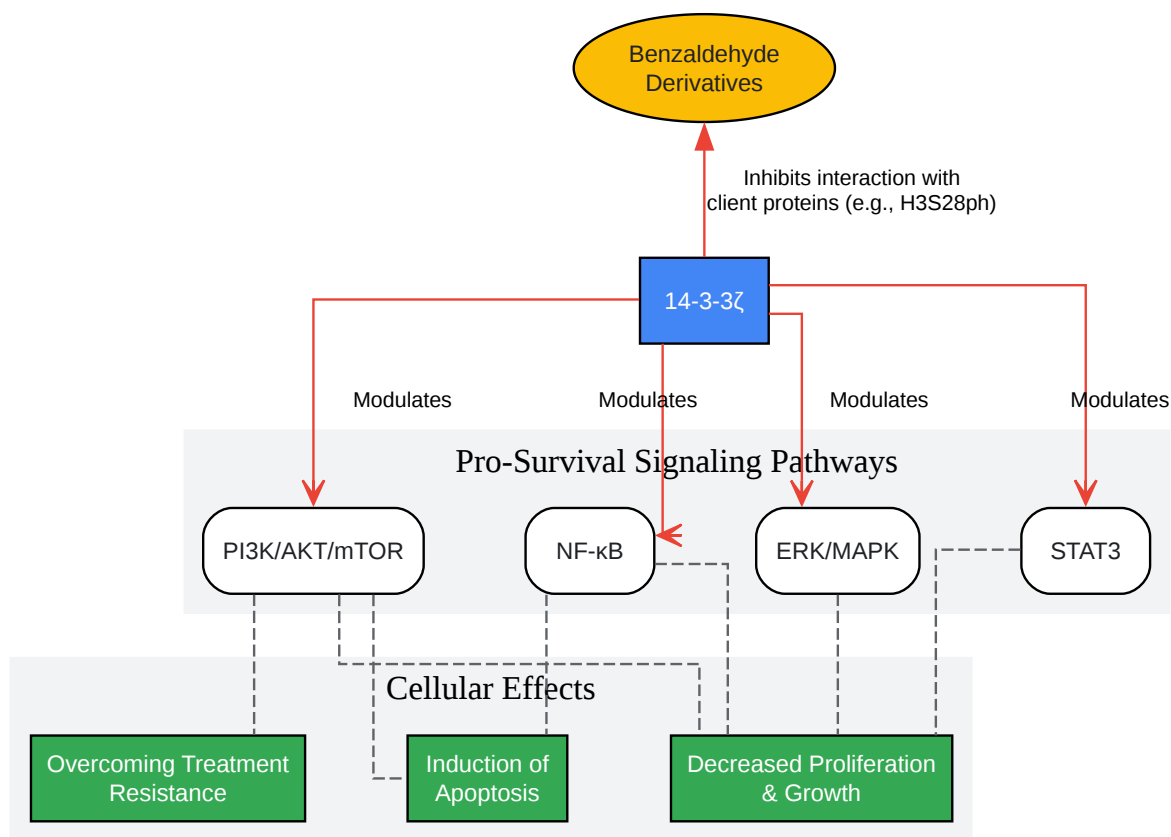 Benzaldehyde
Derivatives
Inhibits interaction with
client proteins (e.g., H3S28ph)
14-3-3ζ
Modulates
Modulates
Modulates
Modulates
Pro-Survival Signaling Pathways
PI3K/AKT/mTOR
NF-κB
ERK/MAPK
STAT3
Cellular Effects
Overcoming Treatment
Resistance
Induction of
Apoptosis
Decreased Proliferation
& Growth